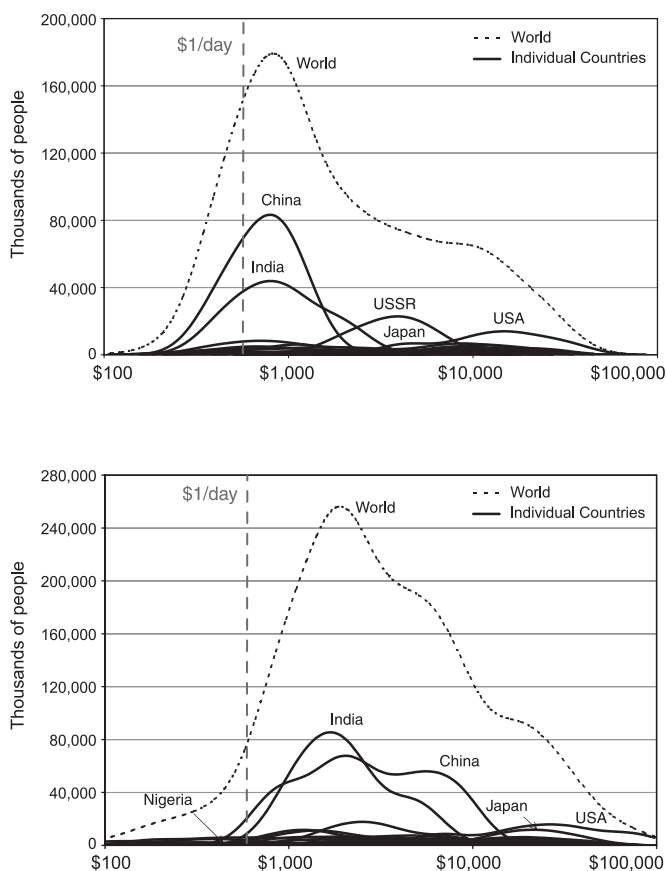 200,000
$1/day
World
Individual Countries
World
160,000
120,000
China
80,000
India
40,000
USSR
Japan
USA
0
$100
$1,000
$10,000
$100,000
Thousands of people
280,000
$1/day
World
Individual Countries
World
240,000
200,000
160,000
120,000
India
80,000
China
Nigeria
40,000
Japan
USA
0
$100
$1,000
$10,000
$100,000
Thousands of people